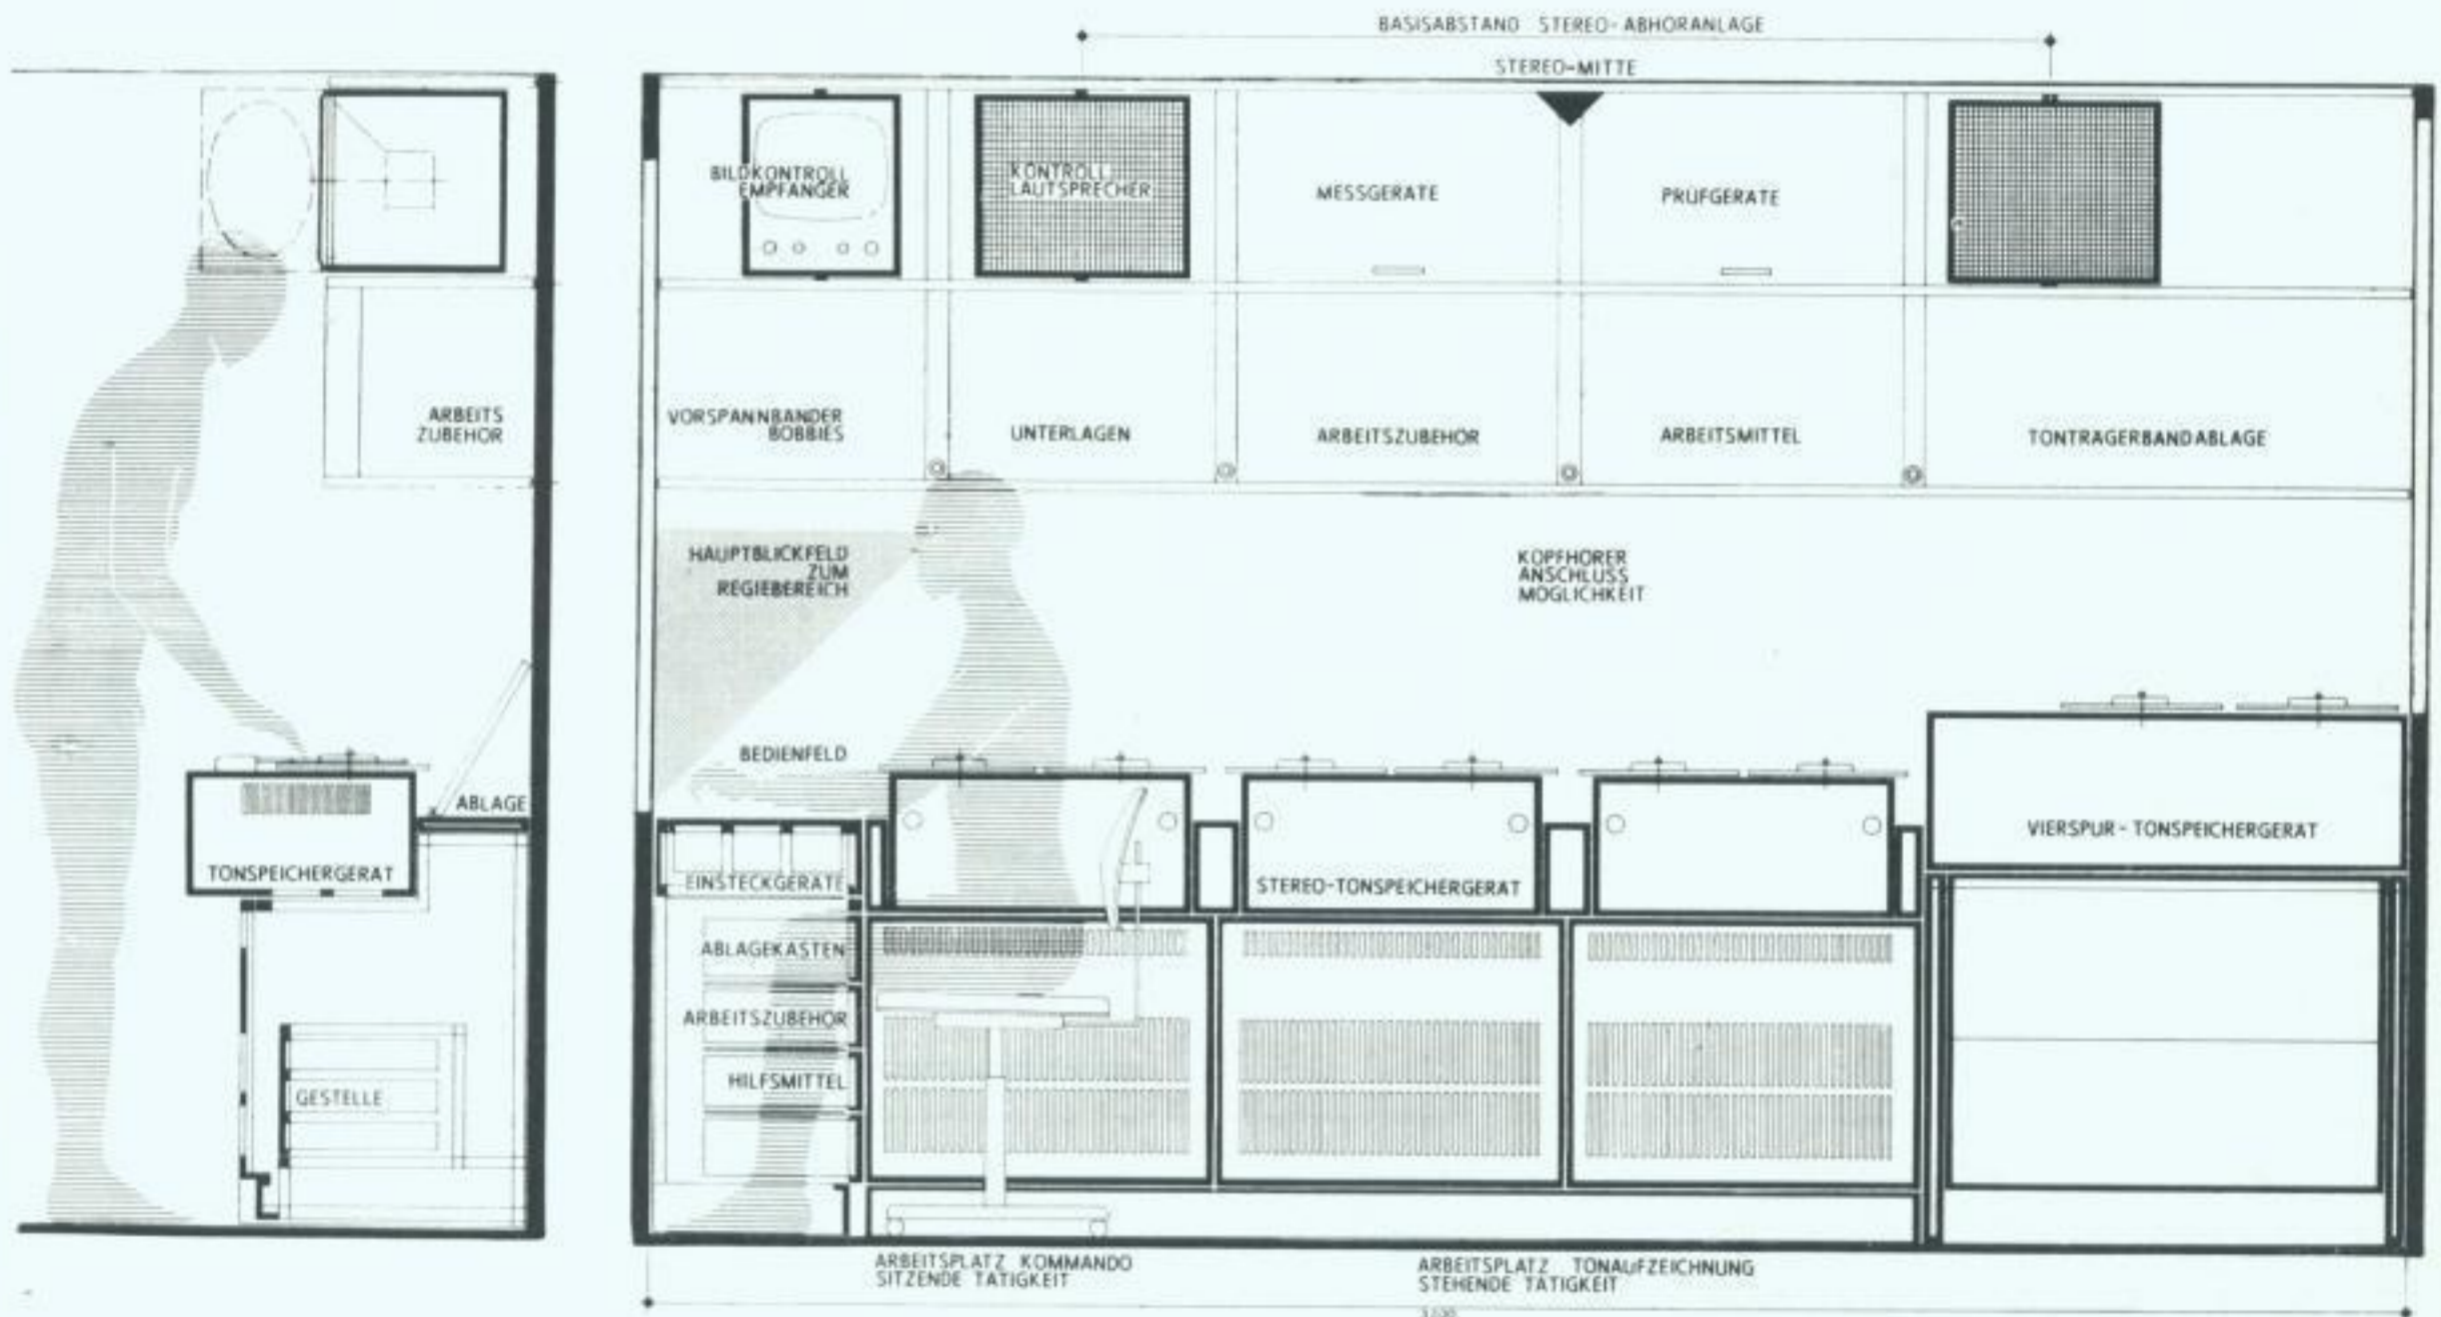 BASISABSTAND STEREO-ABHORANLAGE
STEREO-MITTE
BILDKONTROLL
EMPFANGER
KONTROLL
LAUTSPRECHER
MESSGERATE
PRUFGERATE
ARBEITS
ZUBEHOR
VORSPANNBANDER
BOBBIES
UNTERLAGEN
ARBEITSZUBEHOR
ARBEITSMITTEL
TONTRAGERBANDABLAGE
HAUPTBLICKFELD
ZUM
REGIEBEREICH
KOPFHORER
ANSCHLUSS
MOGLICHKEIT
BEDIENFELD
ABLAGE
TONSPEICHERGERAT
EINSTECKGERATE
STEREO-TONSPEICHERGERAT
VIERSPUR-TONSPEICHERGERAT
ABLAGEKASTEN
ARBEITSZUBEHOR
HILFSMITTEL
GESTELLE
ARBEITSPLATZ KOMMANDO
SITZENDE TATIGKEIT
ARBEITSPLATZ TONAUFZEICHNUNG
STEHENDE TATIGKEIT